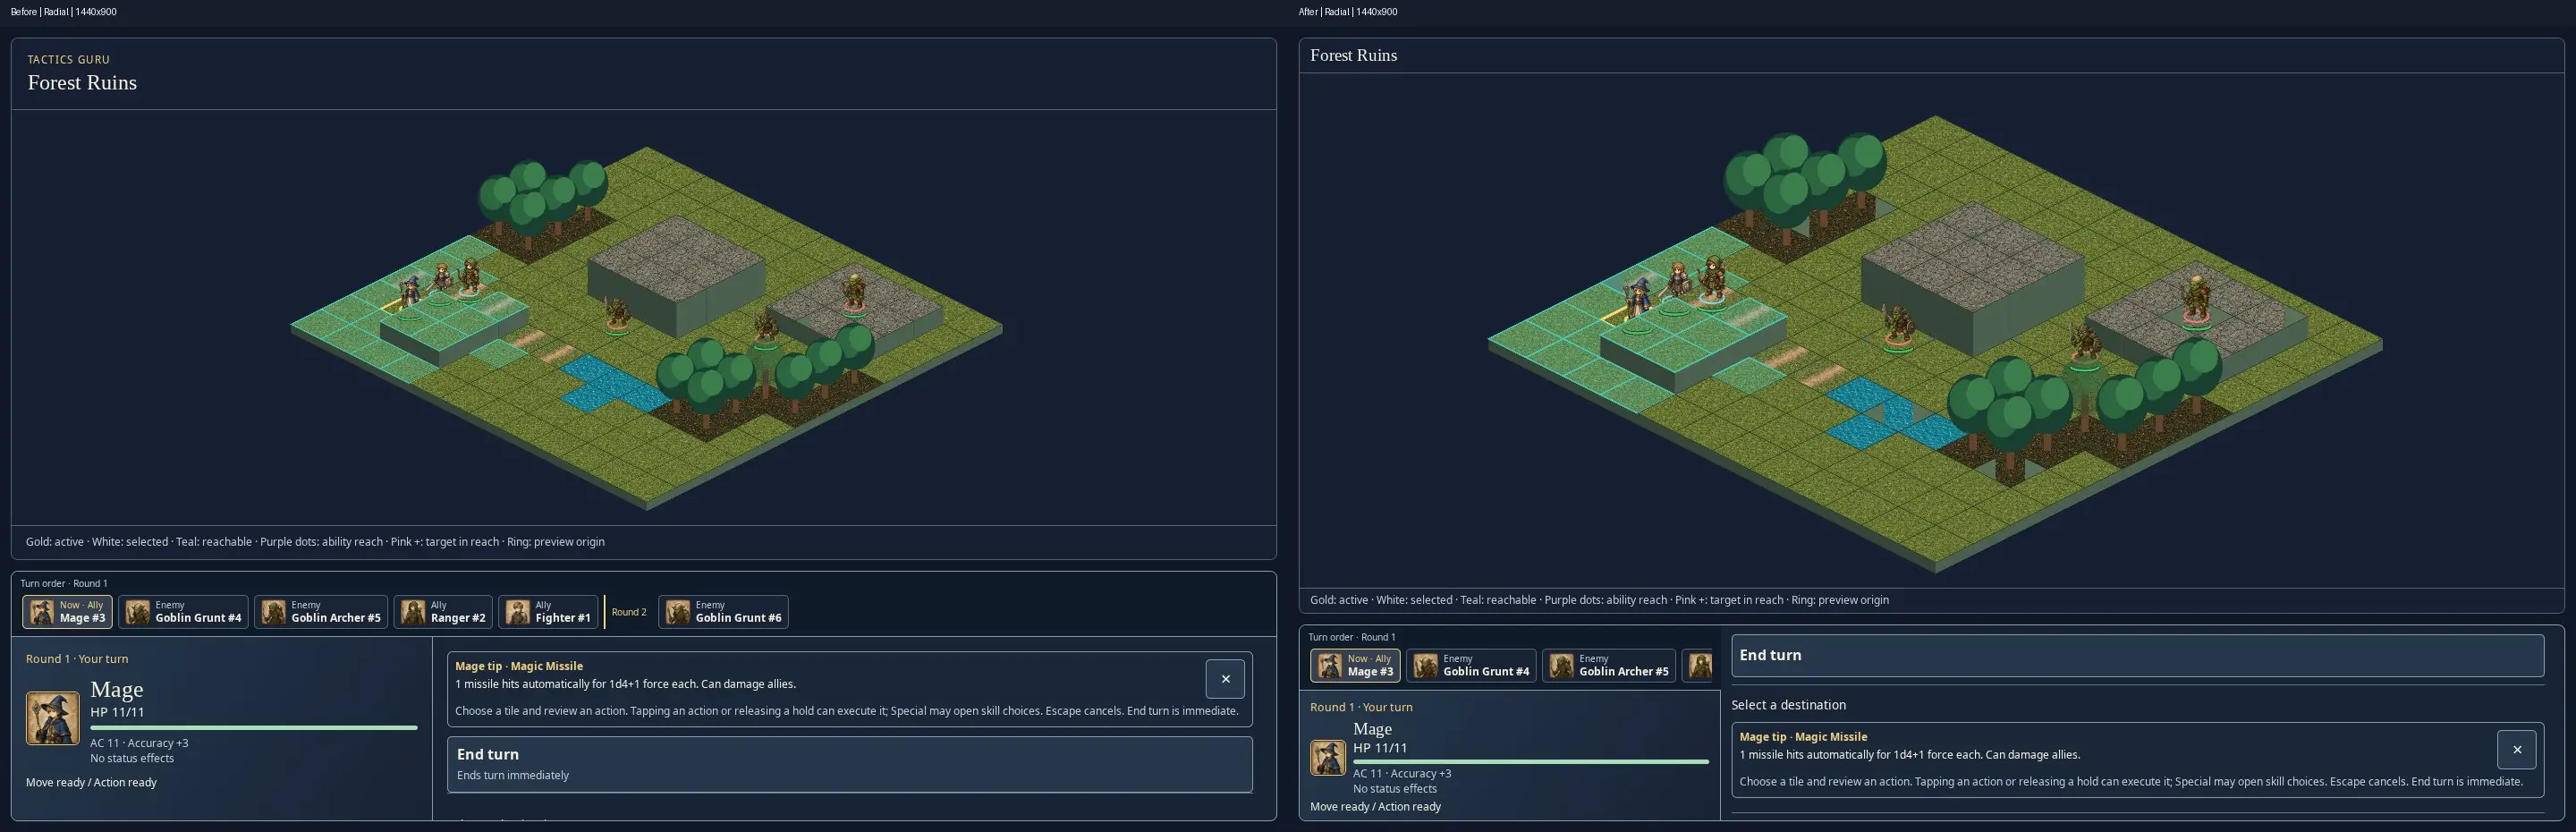 Before | Radial | 1440x900
TACTICS GURU
Forest Ruins
Gold: active · White: selected · Teal: reachable · Purple dots: ability reach · Pink +: target in reach · Ring: preview origin
Turn order · Round 1
Now · Ally
Mage #3
Enemy
Goblin Grunt #4
Enemy
Goblin Archer #5
Ally
Ranger #2
Ally
Fighter #1
Round 2
Enemy
Goblin Grunt #6
Round 1 · Your turn
Mage
HP 11/11
AC 11 · Accuracy +3
No status effects
Move ready / Action ready
Mage tip · Magic Missile
1 missile hits automatically for 1d4+1 force each. Can damage allies.
Choose a tile and review an action. Tapping an action or releasing a hold can execute it; Special may open skill choices. Escape cancels. End turn is immediate.
×
End turn
Ends turn immediately
After | Radial | 1440x900
Forest Ruins
Gold: active · White: selected · Teal: reachable · Purple dots: ability reach · Pink +: target in reach · Ring: preview origin
Turn order · Round 1
Now · Ally
Mage #3
Enemy
Goblin Grunt #4
Enemy
Goblin Archer #5
Round 1 · Your turn
Mage
HP 11/11
AC 11 · Accuracy +3
No status effects
Move ready / Action ready
End turn
Select a destination
Mage tip · Magic Missile
1 missile hits automatically for 1d4+1 force each. Can damage allies.
Choose a tile and review an action. Tapping an action or releasing a hold can execute it; Special may open skill choices. Escape cancels. End turn is immediate.
×